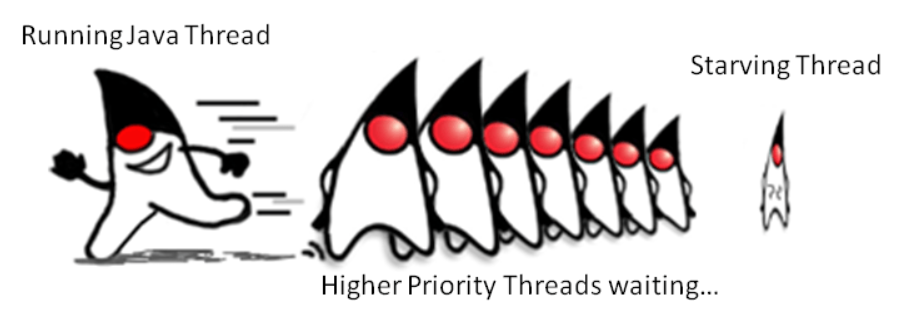 Running Java Thread
Starving Thread
Higher Priority Threads waiting...